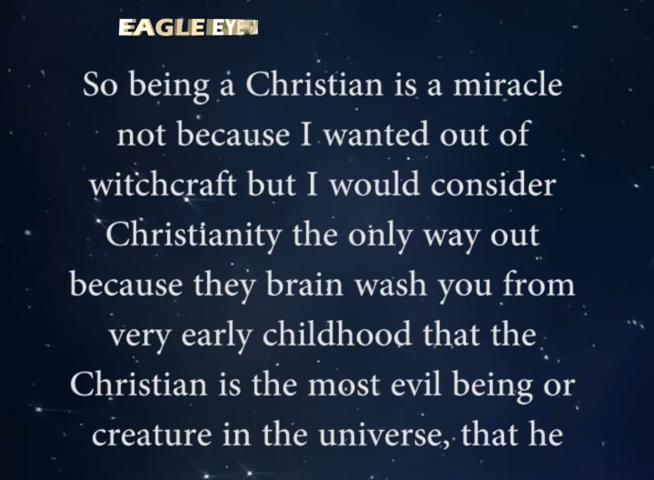 EAGLE EYE
So being a Christian is a miracle
not because I wanted out of
witchcraft but I would consider
Christianity the only way out
because they brain wash you from
very early childhood that the
Christian is the most evil being or
creature in the universe, that he